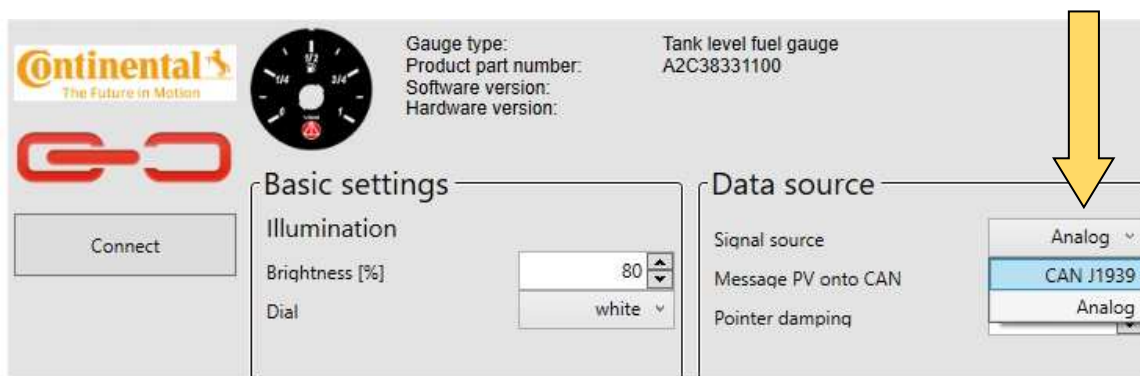 Continental
The Future in Motion
1/4
1/2
3/4
0
1
Gauge type:
Tank level fuel gauge
Product part number:
A2C38331100
Software version:
Hardware version:
Connect
Basic settings
Illumination
Brightness [%]
80
Dial
white
Data source
Signal source
Analog
Message PV onto CAN
CAN J1939
Analog
Pointer damping